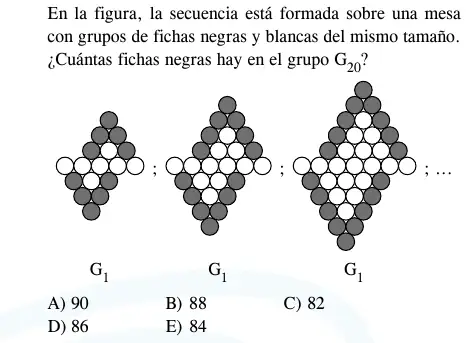 En la figura, la secuencia está formada sobre una mesa
con grupos de fichas negras y blancas del mismo tamaño.
¿Cuántas fichas negras hay en el grupo G20?
; ; ; ...
G1 G1 G1
A) 90 B) 88 C) 82
D) 86 E) 84